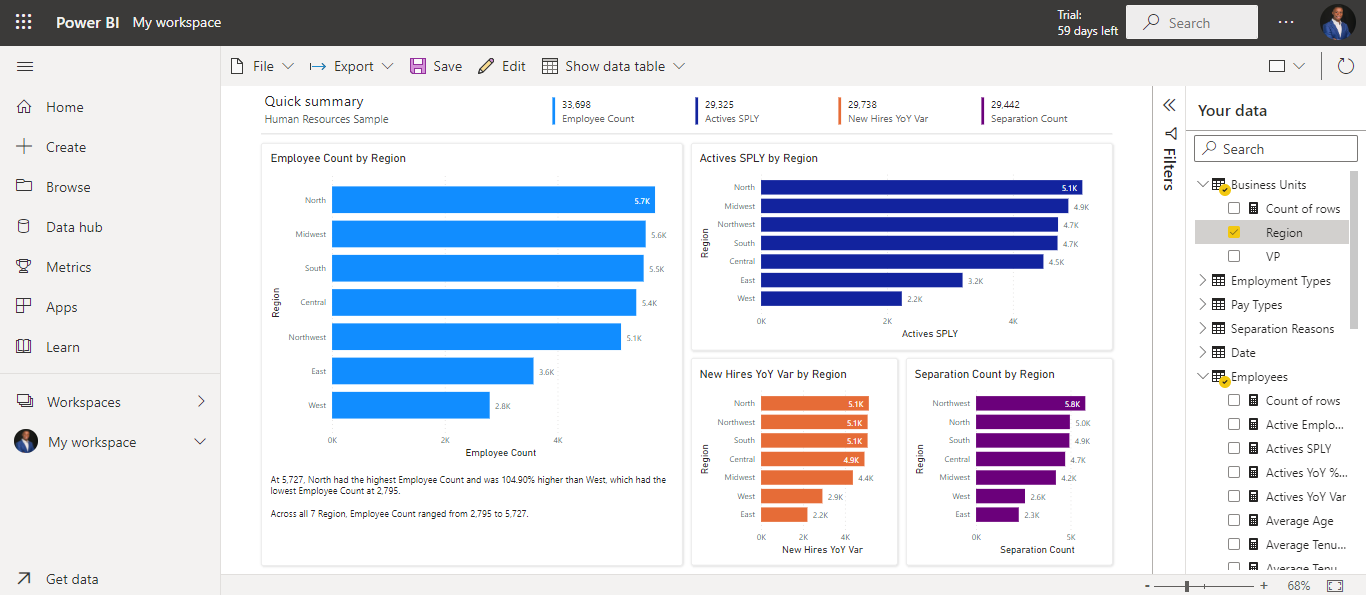 Power BI My workspace
Trial:
59 days left
Search
File
Export
Save
Edit
Show data table
Home
Create
Browse
Data hub
Metrics
Apps
Learn
Workspaces
My workspace
Get data
Quick summary
Human Resources Sample
33,698
Employee Count
29,325
Actives SPLY
29,738
New Hires YoY Var
29,442
Separation Count
Employee Count by Region
Region
North 5.7K
Midwest 5.6K
South 5.5K
Central 5.4K
Northwest 5.1K
East 3.6K
West 2.8K
0K 2K 4K
Employee Count
At 5,727, North had the highest Employee Count and was 104.90% higher than West, which had the
lowest Employee Count at 2,795.
Across all 7 Region, Employee Count ranged from 2,795 to 5,727.
Actives SPLY by Region
Region
North 5.1K
Midwest 4.9K
Northwest 4.7K
South 4.7K
Central 4.5K
East 3.2K
West 2.2K
0K 2K 4K
Actives SPLY
New Hires YoY Var by Region
Region
North 5.1K
Northwest 5.1K
South 5.1K
Central 4.9K
Midwest 4.4K
West 2.9K
East 2.2K
0K 2K 4K
New Hires YoY Var
Separation Count by Region
Region
Northwest 5.8K
North 5.0K
South 4.9K
Central 4.7K
Midwest 4.2K
West 2.6K
East 2.3K
0K 5K
Separation Count
Filters
Your data
Search
Business Units
Count of rows
Region
VP
Employment Types
Pay Types
Separation Reasons
Date
Employees
Count of rows
Active Emplo...
Actives SPLY
Actives YoY %...
Actives YoY Var
Average Age
Average Tenu...
Average Tenu...
- + 68%